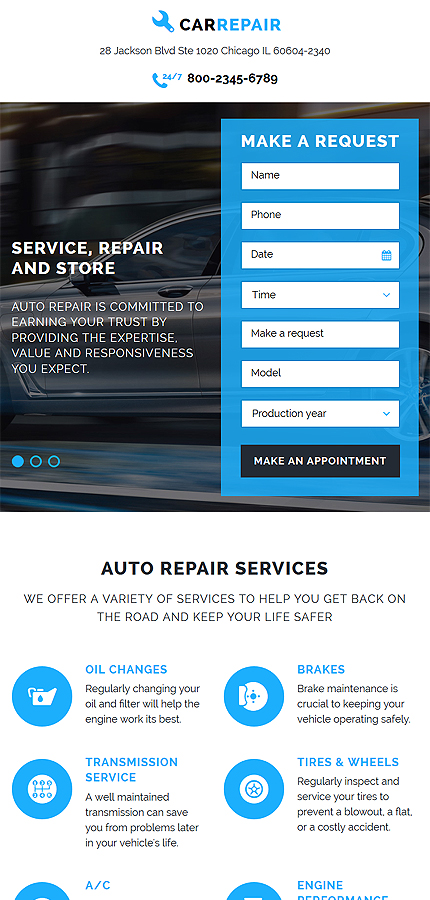 CARREPAIR
28 Jackson Blvd Ste 1020 Chicago IL 60604-2340
24/7 800-2345-6789
MAKE A REQUEST
Name
Phone
Date
Time
Make a request
Model
Production year
MAKE AN APPOINTMENT
SERVICE, REPAIR
AND STORE
AUTO REPAIR IS COMMITTED TO
EARNING YOUR TRUST BY
PROVIDING THE EXPERTISE,
VALUE AND RESPONSIVENESS
YOU EXPECT.
AUTO REPAIR SERVICES
WE OFFER A VARIETY OF SERVICES TO HELP YOU GET BACK ON
THE ROAD AND KEEP YOUR LIFE SAFER
OIL CHANGES
Regularly changing your
oil and filter will help the
engine work its best.
BRAKES
Brake maintenance is
crucial to keeping your
vehicle operating safely.
TRANSMISSION
SERVICE
A well maintained
transmission can save
you from problems later
in your vehicle's life.
TIRES & WHEELS
Regularly inspect and
service your tires to
prevent a blowout, a flat,
or a costly accident.
A/C
ENGINE
PERFORMANCE